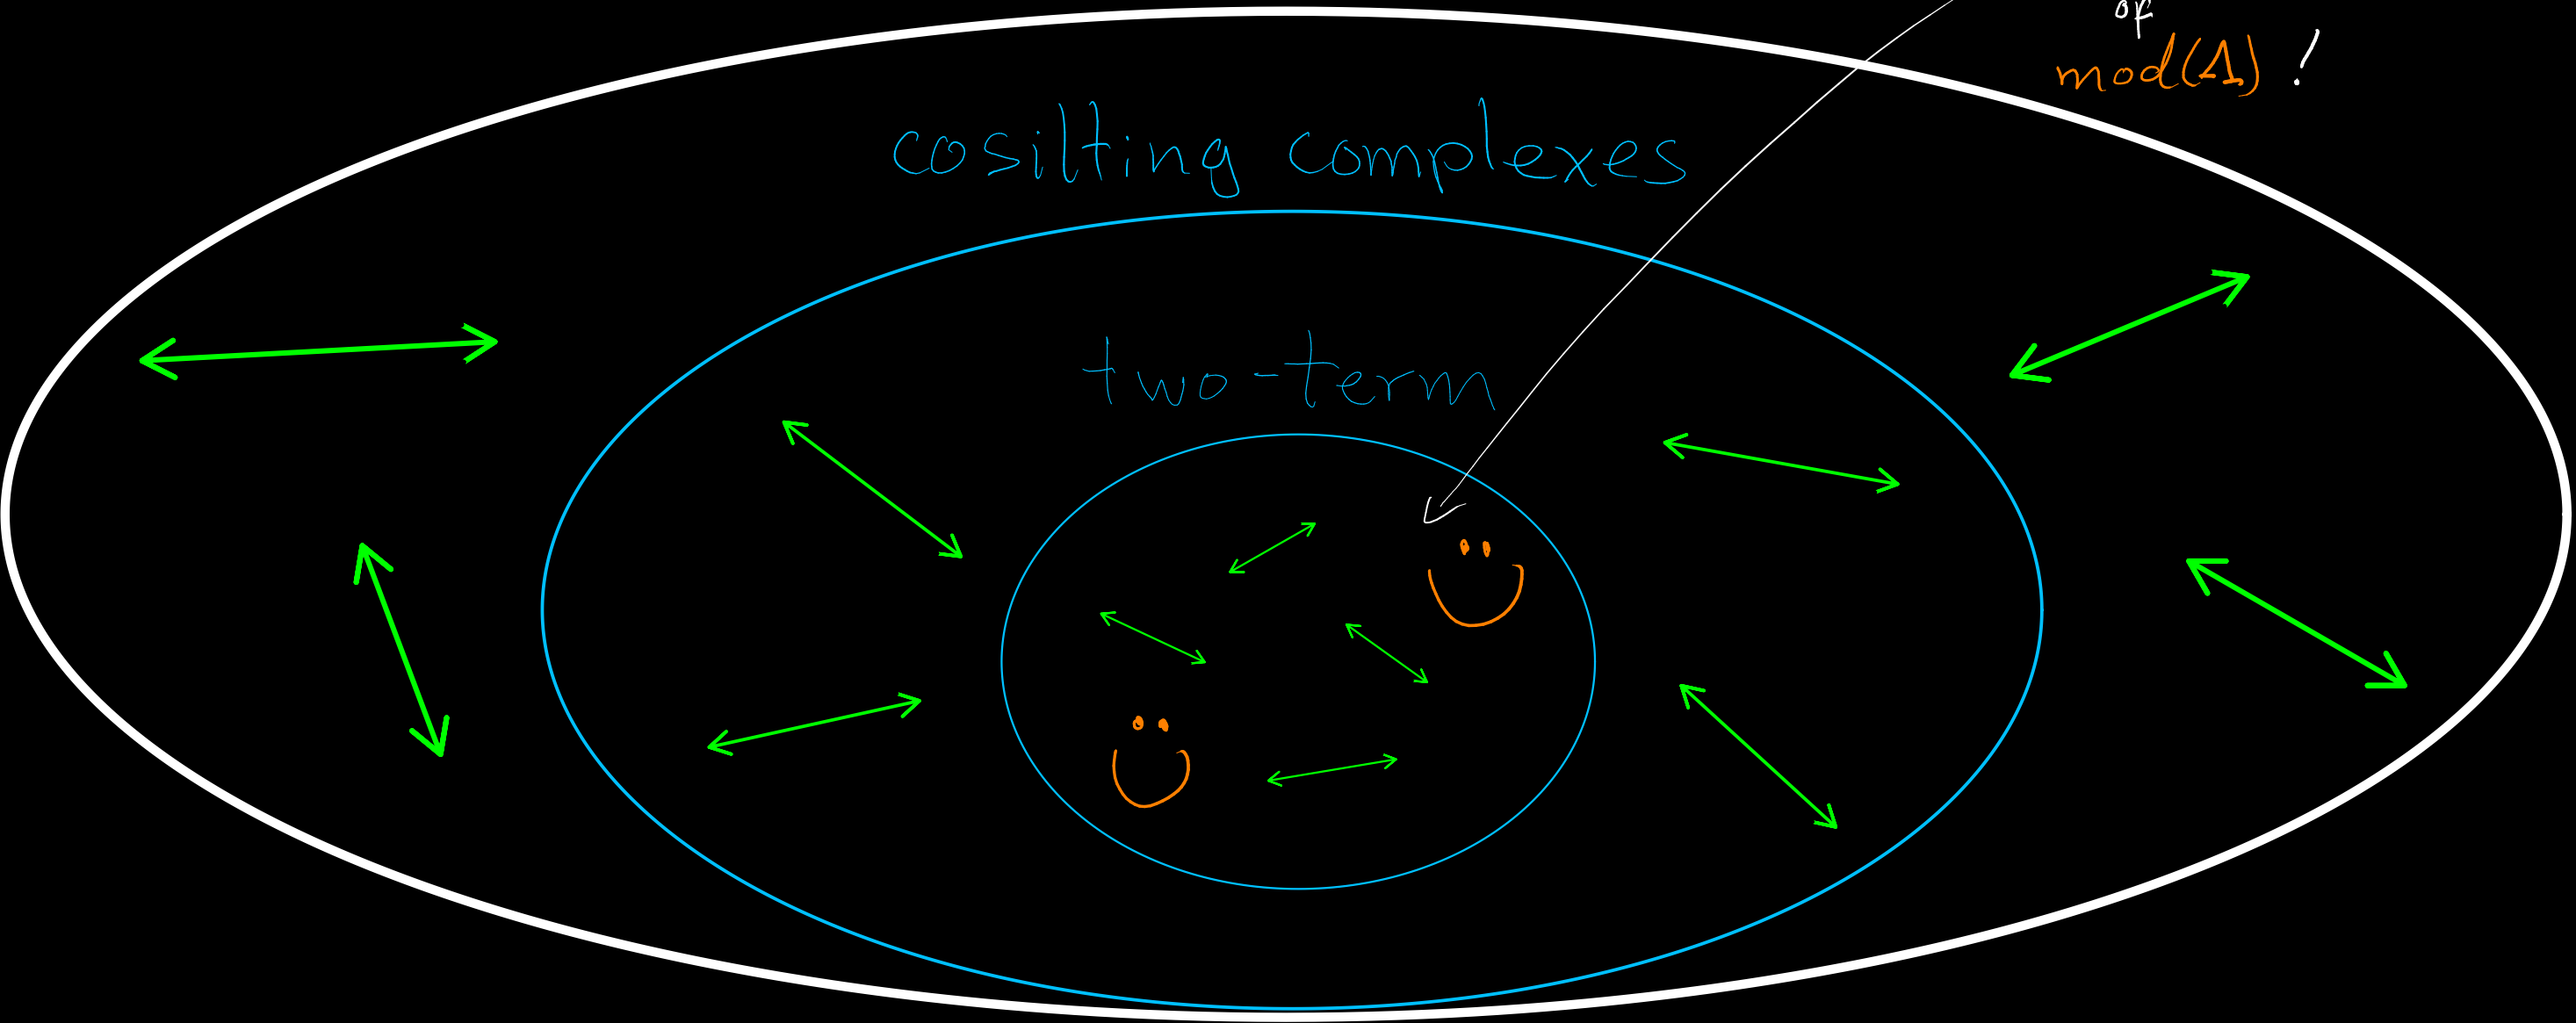 of
mod(Λ)!
cosilting complexes
two-term